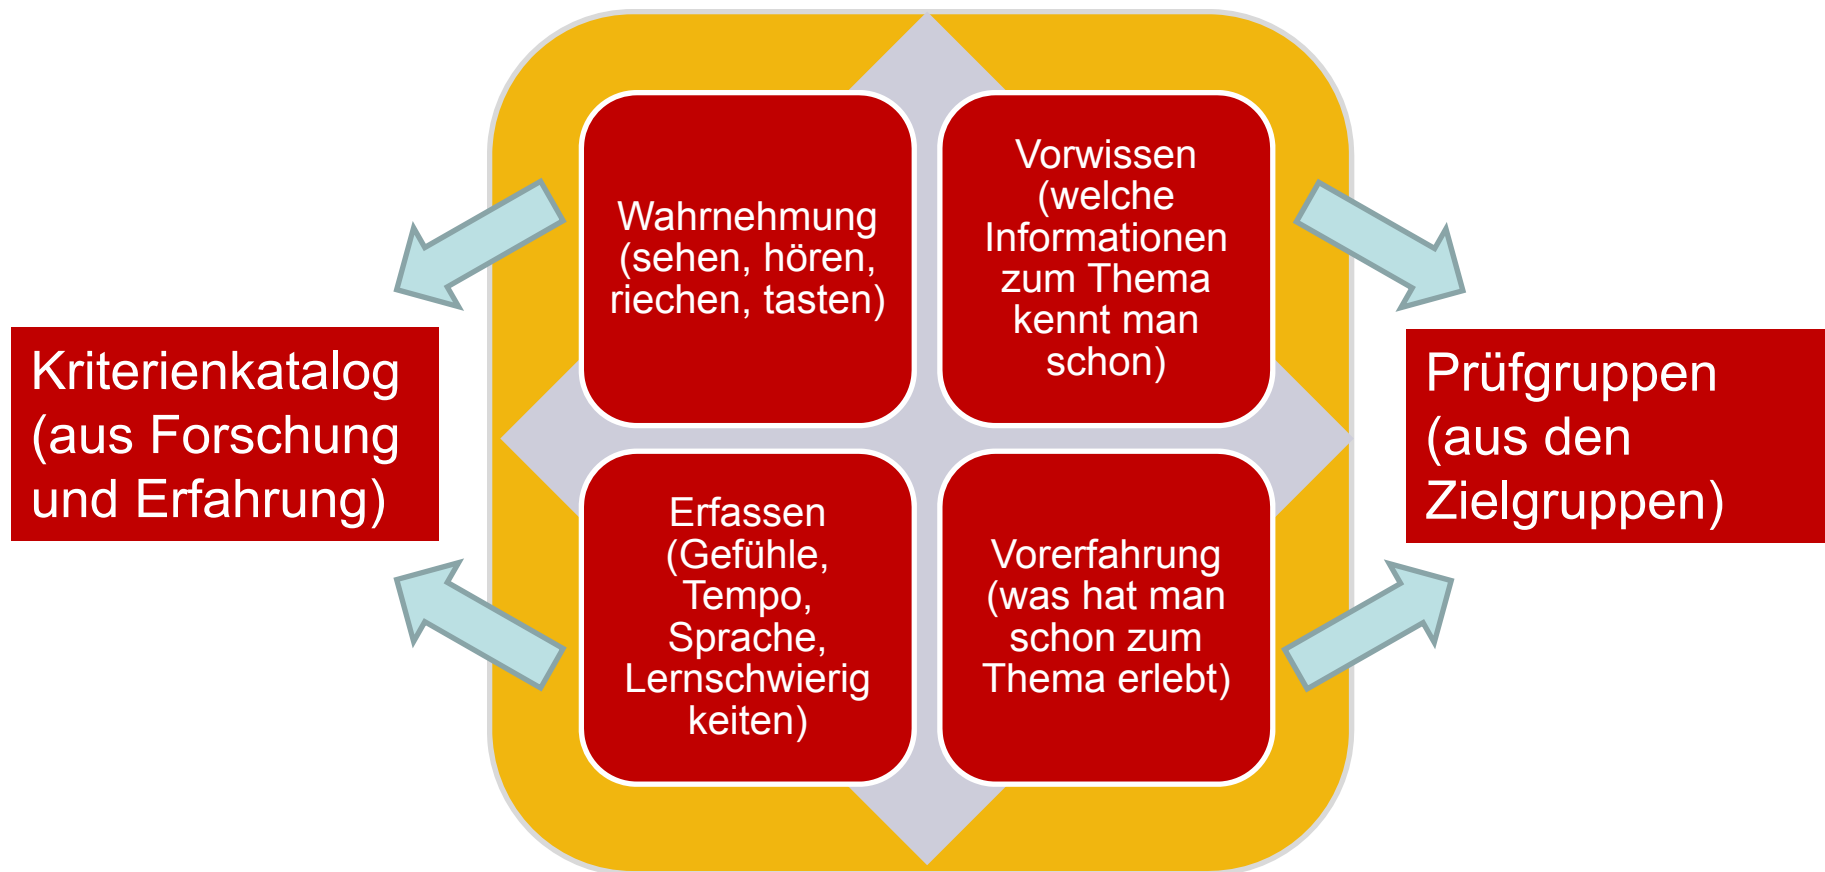 Wahrnehmung
(sehen, hören,
riechen, tasten)
Vorwissen
(welche
Informationen
zum Thema
kennt man
schon)
Kriterienkatalog
(aus Forschung
und Erfahrung)
Prüfgruppen
(aus den
Zielgruppen)
Erfassen
(Gefühle,
Tempo,
Sprache,
Lernschwierig
keiten)
Vorerfahrung
(was hat man
schon zum
Thema erlebt)